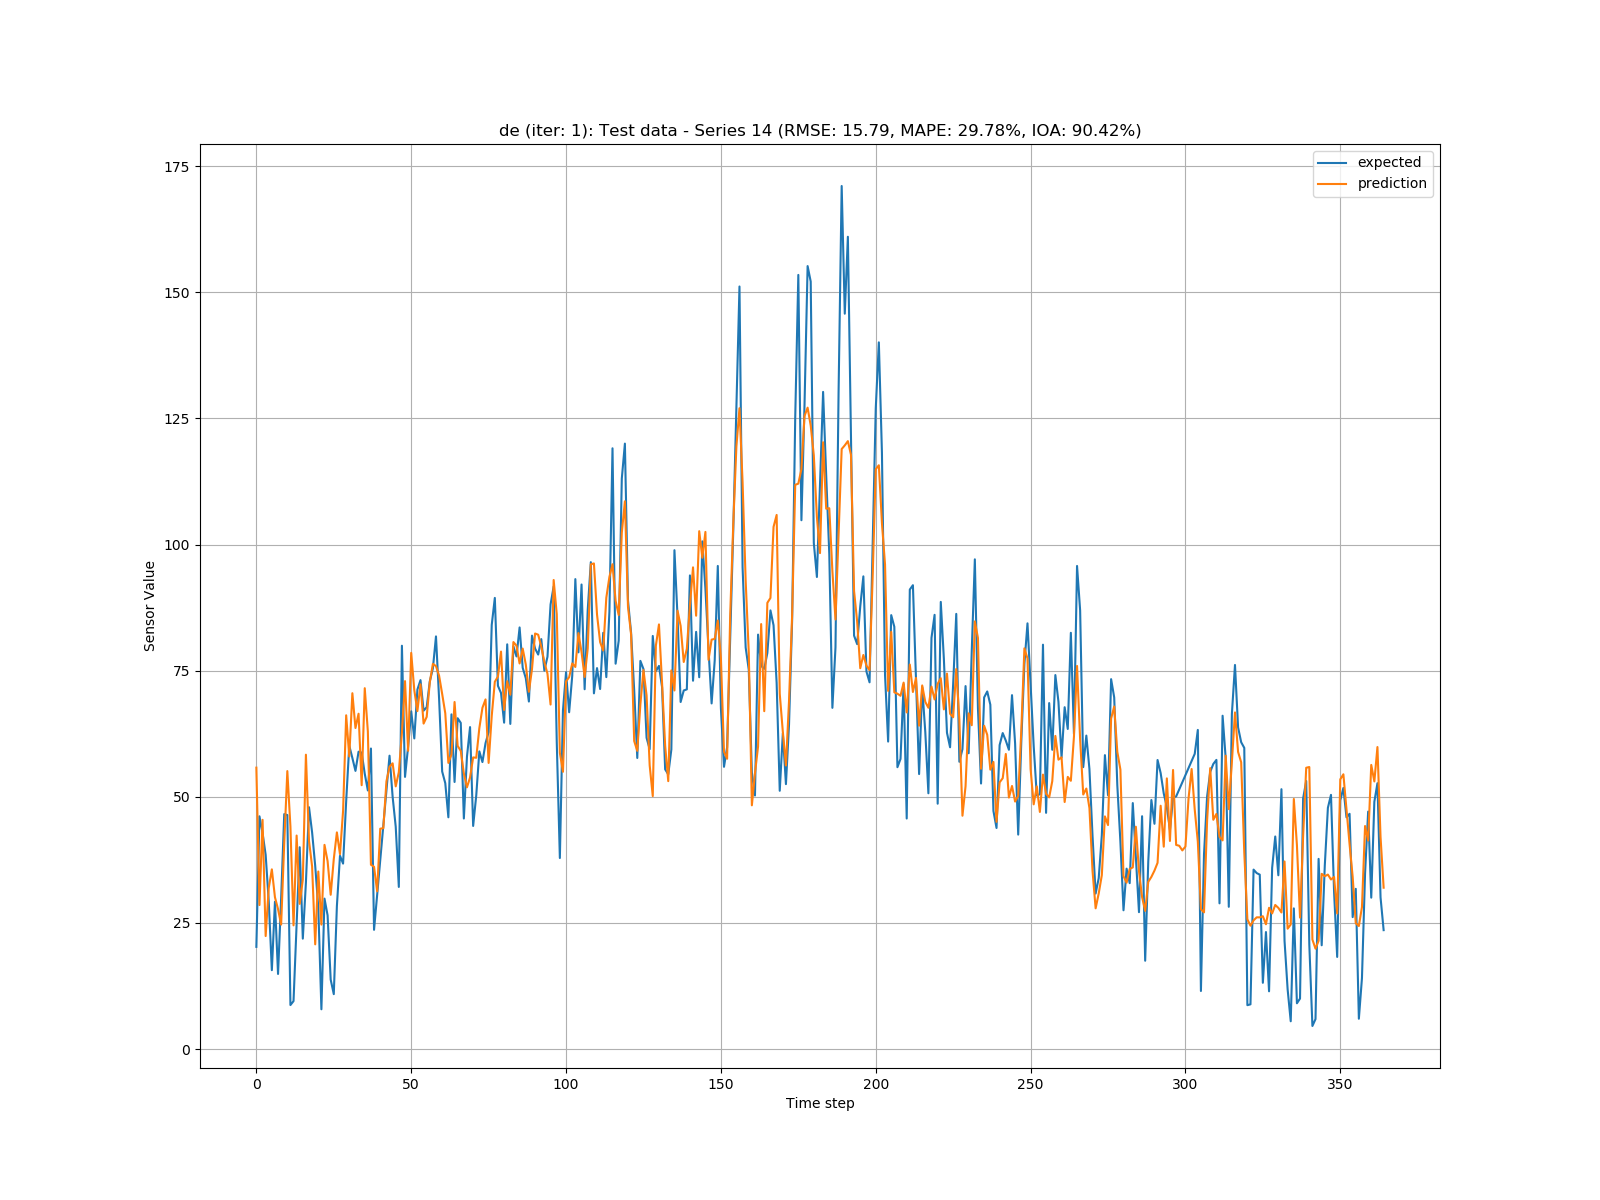 de (iter: 1): Test data - Series 14 (RMSE: 15.79, MAPE: 29.78%, IOA: 90.42%)
expected
prediction
175
150
125
100
75
50
25
0
Sensor Value
0 50 100 150 200 250 300 350
Time step